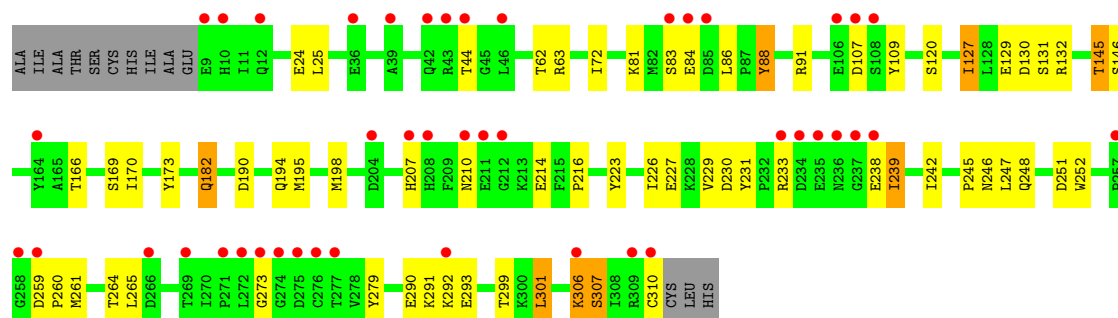 ALA ILE ALA THR SER CYS HIS ILE ALA GLU E9 H10 I11 Q12 E24 L25 E36 A39 Q42 R43 T44 G45 L46 T62 R63 I72 K81 M82 S83 E84 D85 L86 P87 Y88 R91 E106 D107 S108 Y109 S120 I127 L128 E129 D130 S131 R132 T145 S146
Y164 A165 T166 S169 I170 Y173 Q182 D190 Q194 M195 M198 D204 H207 H208 F209 N210 E211 G212 K213 E214 F215 P216 Y223 I226 E227 K228 V229 D230 Y231 P232 R233 D234 E235 N236 G237 E238 I239 I242 P245 N246 L247 Q248 D251 W252 P257
G258 D259 P260 M261 T264 L265 D266 T269 I270 P271 L272 G273 G274 D275 C276 T277 V278 Y279 E290 K291 K292 E293 T299 K300 L301 K306 S307 I308 R309 C310 CYS LEU HIS